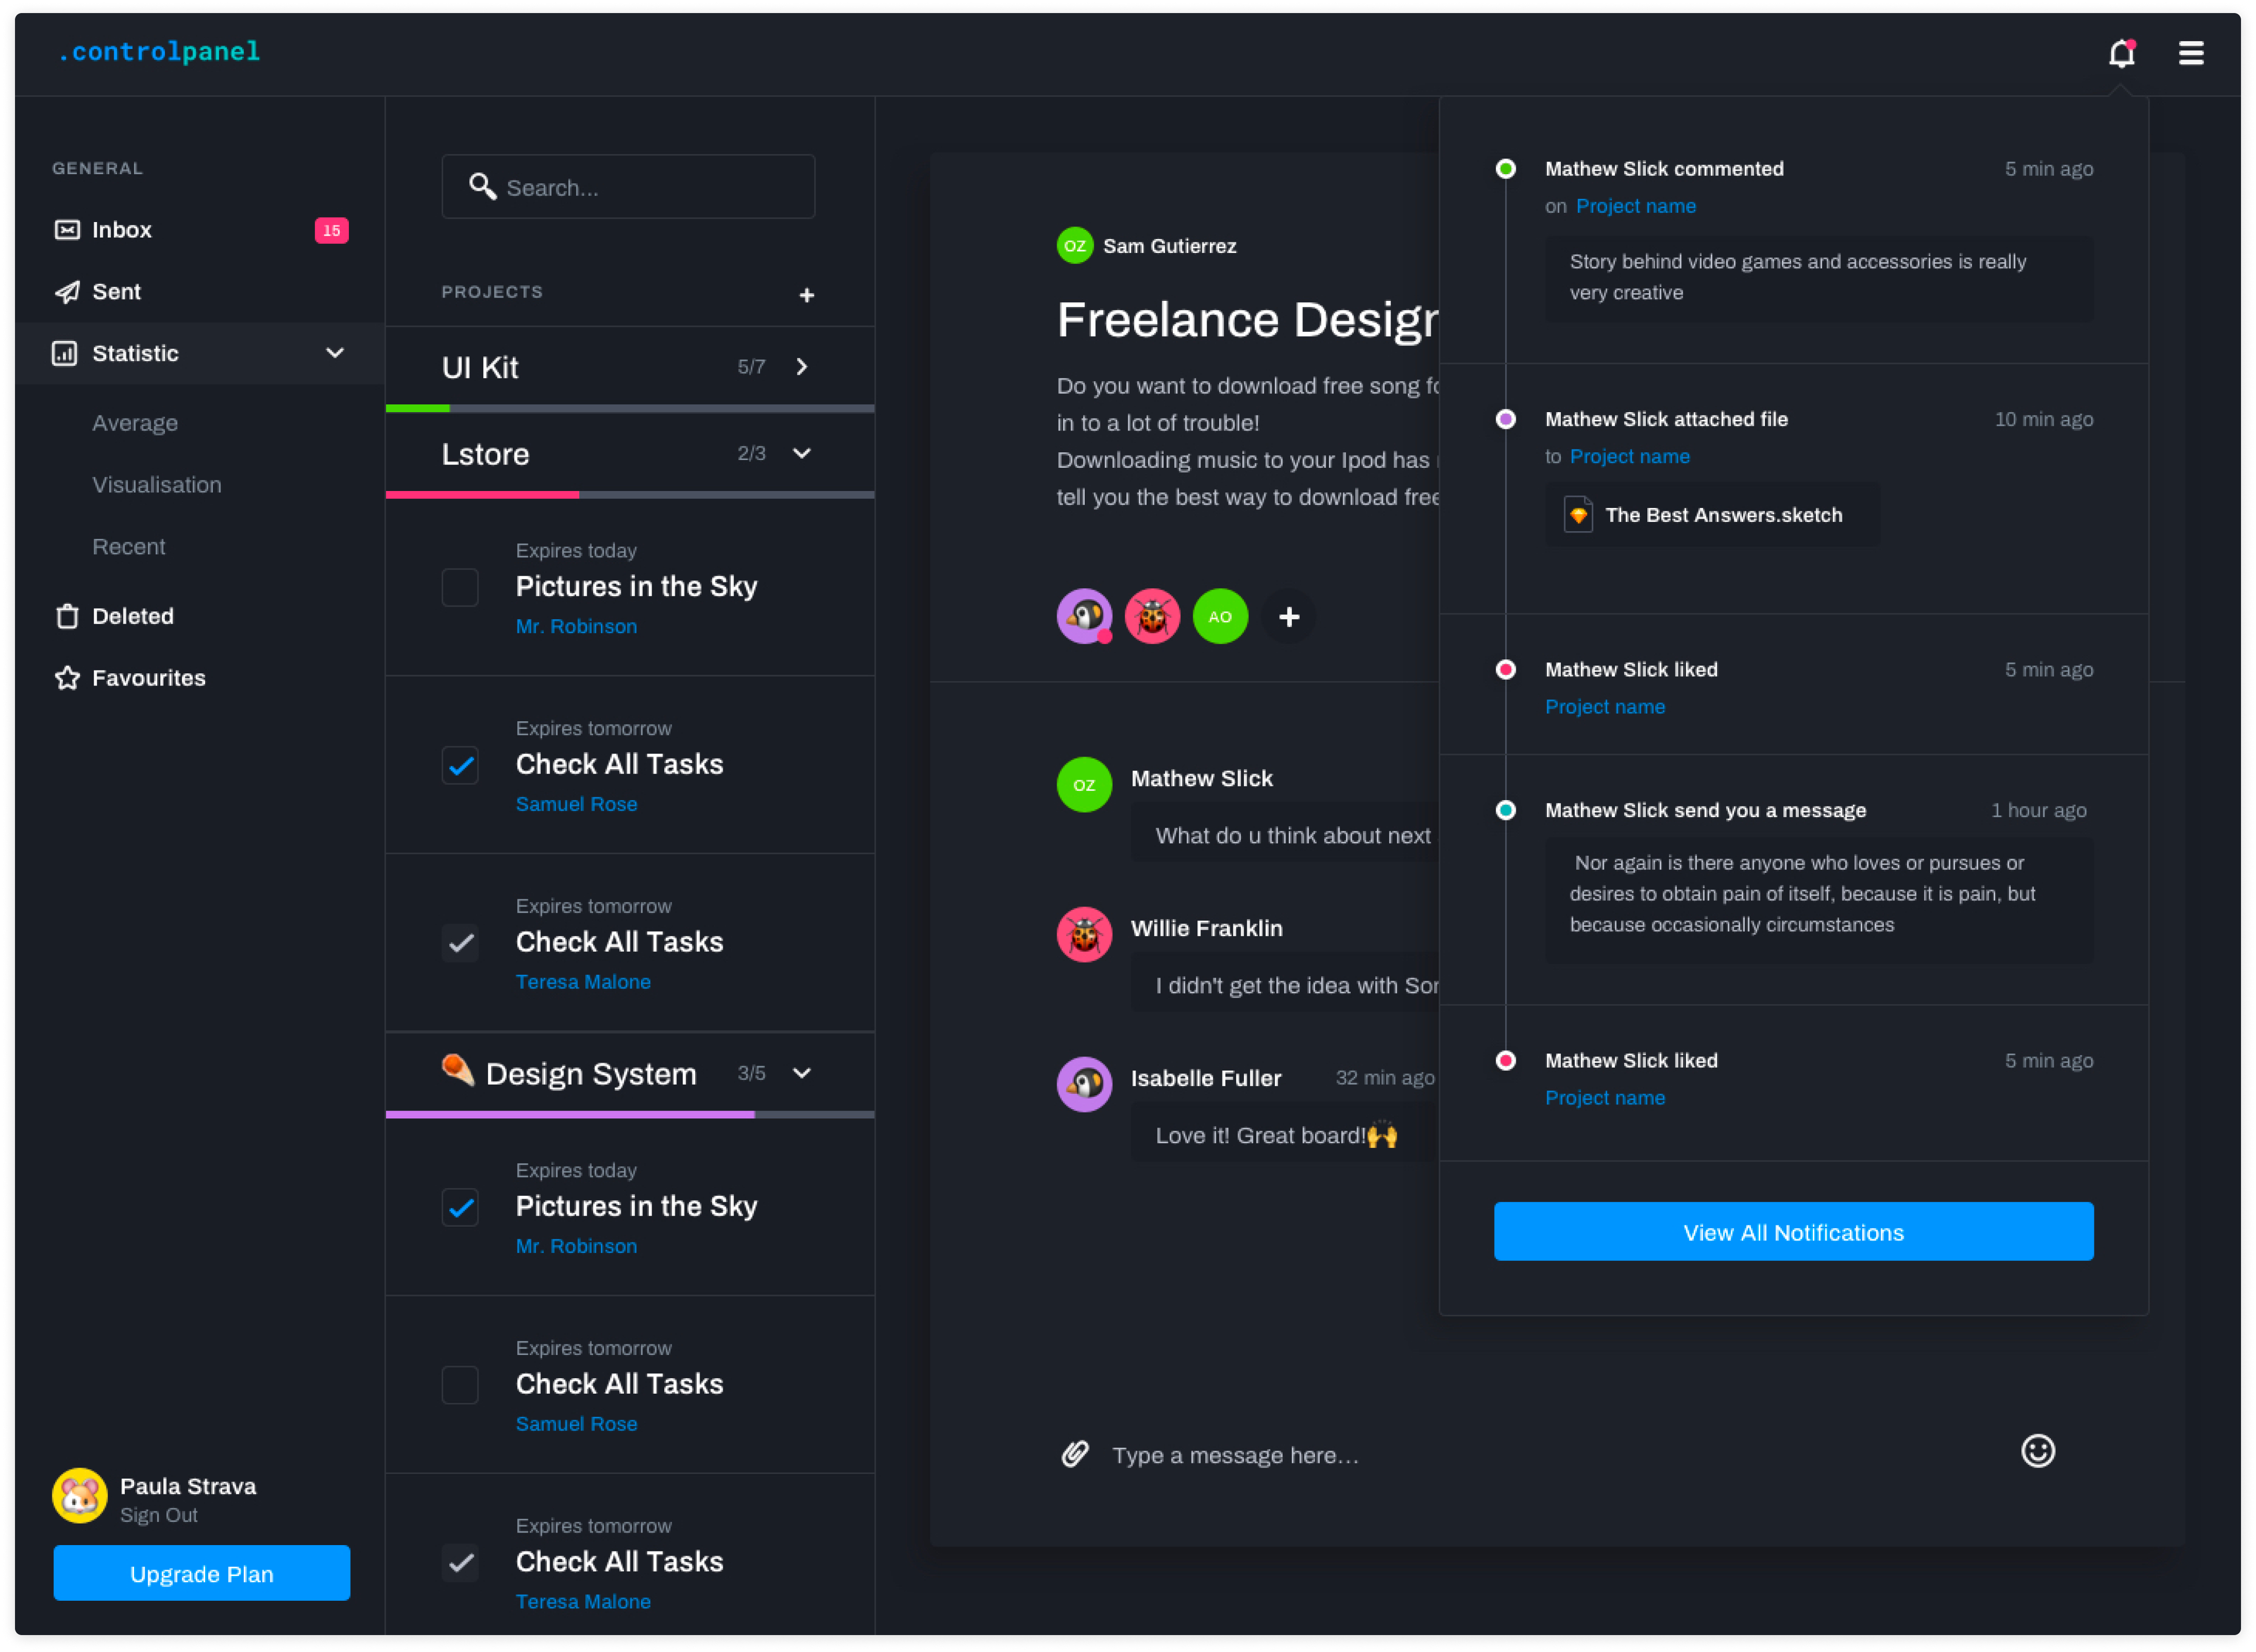 .controlpanel
GENERAL
Inbox
15
Sent
Statistic
Average
Visualisation
Recent
Deleted
Favourites
Paula Strava
Sign Out
Upgrade Plan
Search...
PROJECTS
+
UI Kit
5/7
Lstore
2/3
Expires today
Pictures in the Sky
Mr. Robinson
Expires tomorrow
Check All Tasks
Samuel Rose
Expires tomorrow
Check All Tasks
Teresa Malone
Design System
3/5
Expires today
Pictures in the Sky
Mr. Robinson
Expires tomorrow
Check All Tasks
Samuel Rose
Expires tomorrow
Check All Tasks
Teresa Malone
OZ Sam Gutierrez
Freelance Design
Do you want to download free song
in to a lot of trouble!
Downloading music to your Ipod has
tell you the best way to download free
AO
+
OZ
Mathew Slick
What do u think about next
Willie Franklin
I didn't get the idea with
Isabelle Fuller
32 min ago
Love it! Great board!🙌
Type a message here...
Mathew Slick commented
5 min ago
on Project name
Story behind video games and accessories is really
very creative
Mathew Slick attached file
10 min ago
to Project name
The Best Answers.sketch
Mathew Slick liked
5 min ago
Project name
Mathew Slick send you a message
1 hour ago
Nor again is there anyone who loves or pursues or
desires to obtain pain of itself, because it is pain, but
because occasionally circumstances
Mathew Slick liked
5 min ago
Project name
View All Notifications